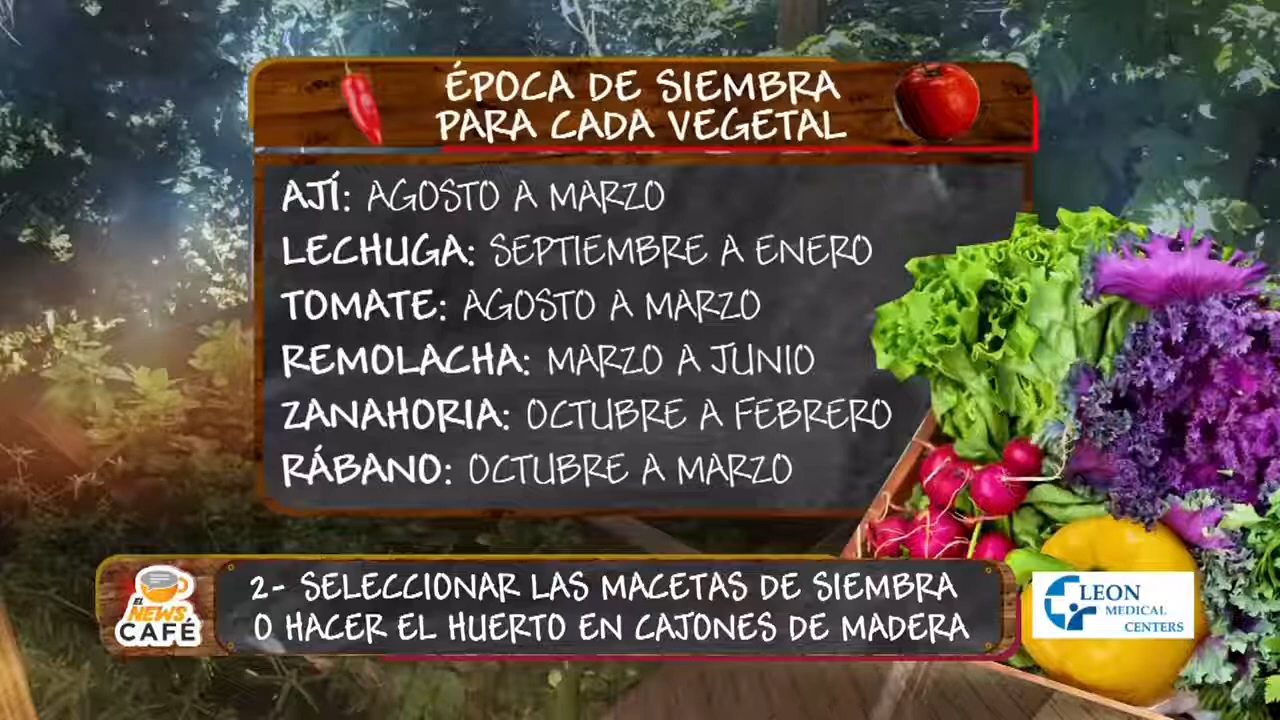 ÉPOCA DE SIEMBRA
PARA CADA VEGETAL
AJÍ: AGOSTO A MARZO
LECHUGA: SEPTIEMBRE A ENERO
TOMATE: AGOSTO A MARZO
REMOLACHA: MARZO A JUNIO
ZANAHORIA: OCTUBRE A FEBRERO
RÁBANO: OCTUBRE A MARZO
2- SELECCIONAR LAS MACETAS DE SIEMBRA
O HACER EL HUERTO EN CAJONES DE MADERA
EL
NEWS
CAFÉ
LEON
MEDICAL
CENTERS